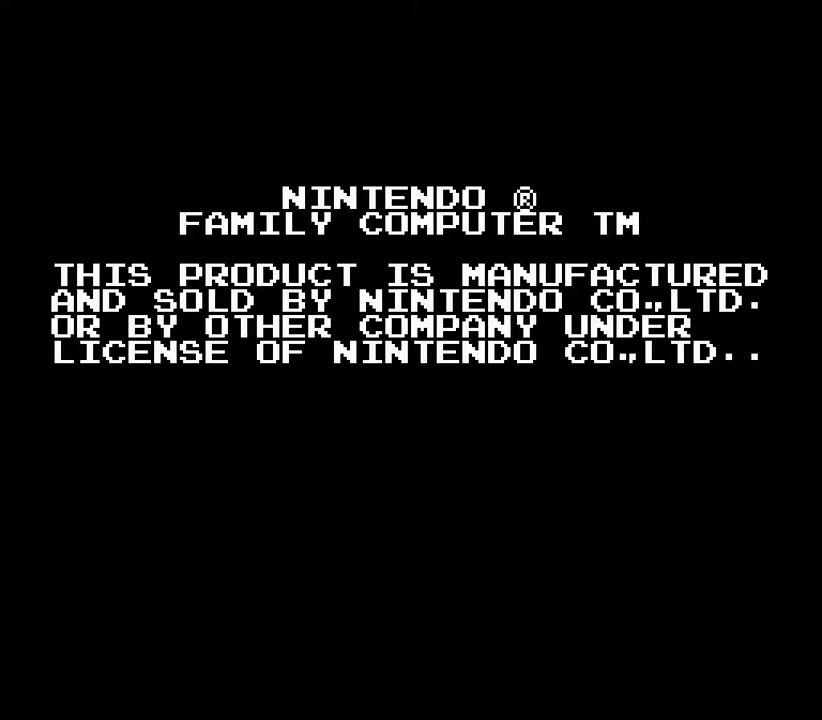 NINTENDO ®
FAMILY COMPUTER TM
THIS PRODUCT IS MANUFACTURED
AND SOLD BY NINTENDO CO.,LTD.
OR BY OTHER COMPANY UNDER
LICENSE OF NINTENDO CO.,LTD..